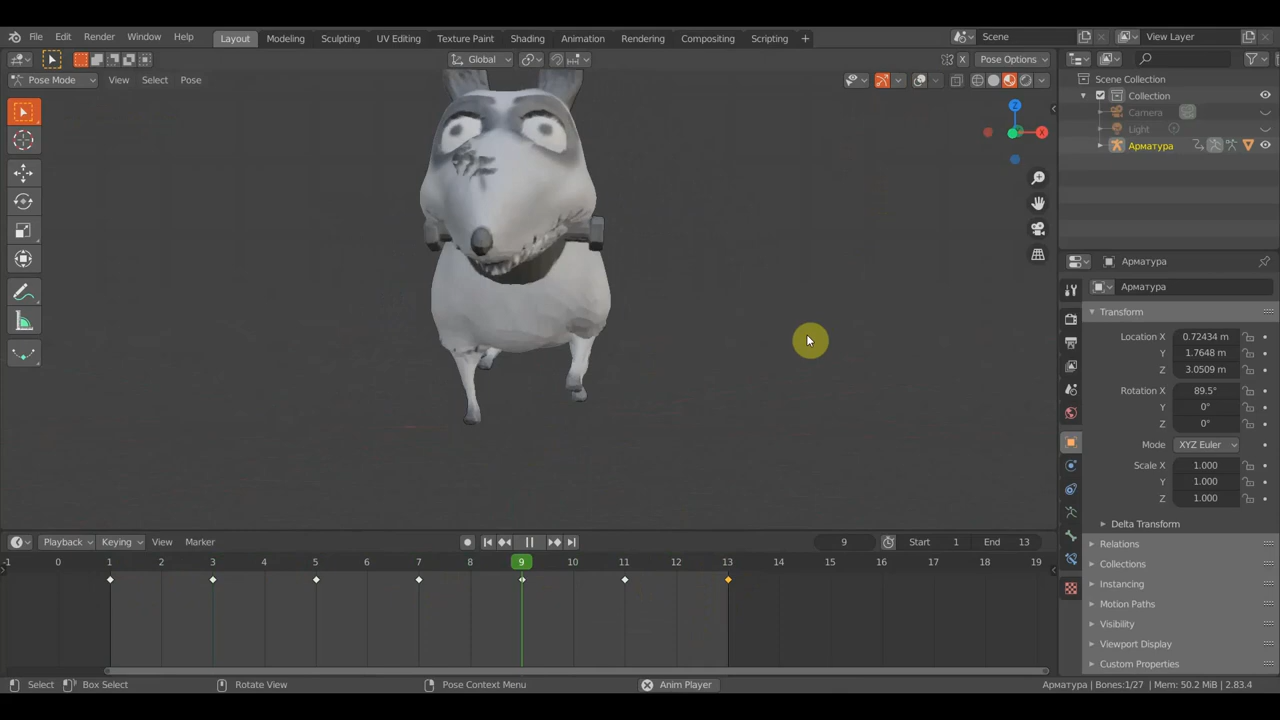 File Edit Render Window Help Layout Modeling Sculpting UV Editing Texture Paint Shading Animation Rendering Compositing Scripting + Scene View Layer
Global Pose Options
Pose Mode View Select Pose
Scene Collection
Collection
Camera
Light
Арматура
Z
X
Арматура
Арматура
Transform
Location X 0.72434 m
Y 1.7648 m
Z 3.0509 m
Rotation X 89.5°
Y 0°
Z 0°
Mode XYZ Euler
Scale X 1.000
Y 1.000
Z 1.000
Delta Transform
Relations
Collections
Instancing
Motion Paths
Visibility
Viewport Display
Custom Properties
Playback Keying View Marker 9 Start 1 End 13
-1 0 1 2 3 4 5 6 7 8 9 10 11 12 13 14 15 16 17 18 19
Select Box Select Rotate View Pose Context Menu Anim Player Арматура | Bones:1/27 | Mem: 50.2 MiB | 2.83.4